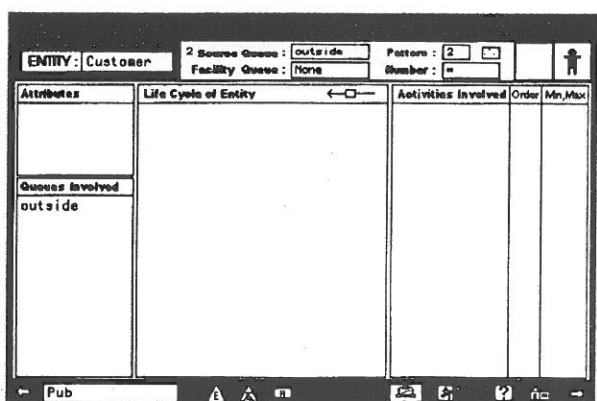 ENTITY: Customer
2 Source Queue: outside
Facility Queue: None
Pattern: 2
Number: =
Attributes
Life Cycle of Entity
Activities Involved
Order
Mn,Max
Queues Involved
outside
Pub
E
A
H
?